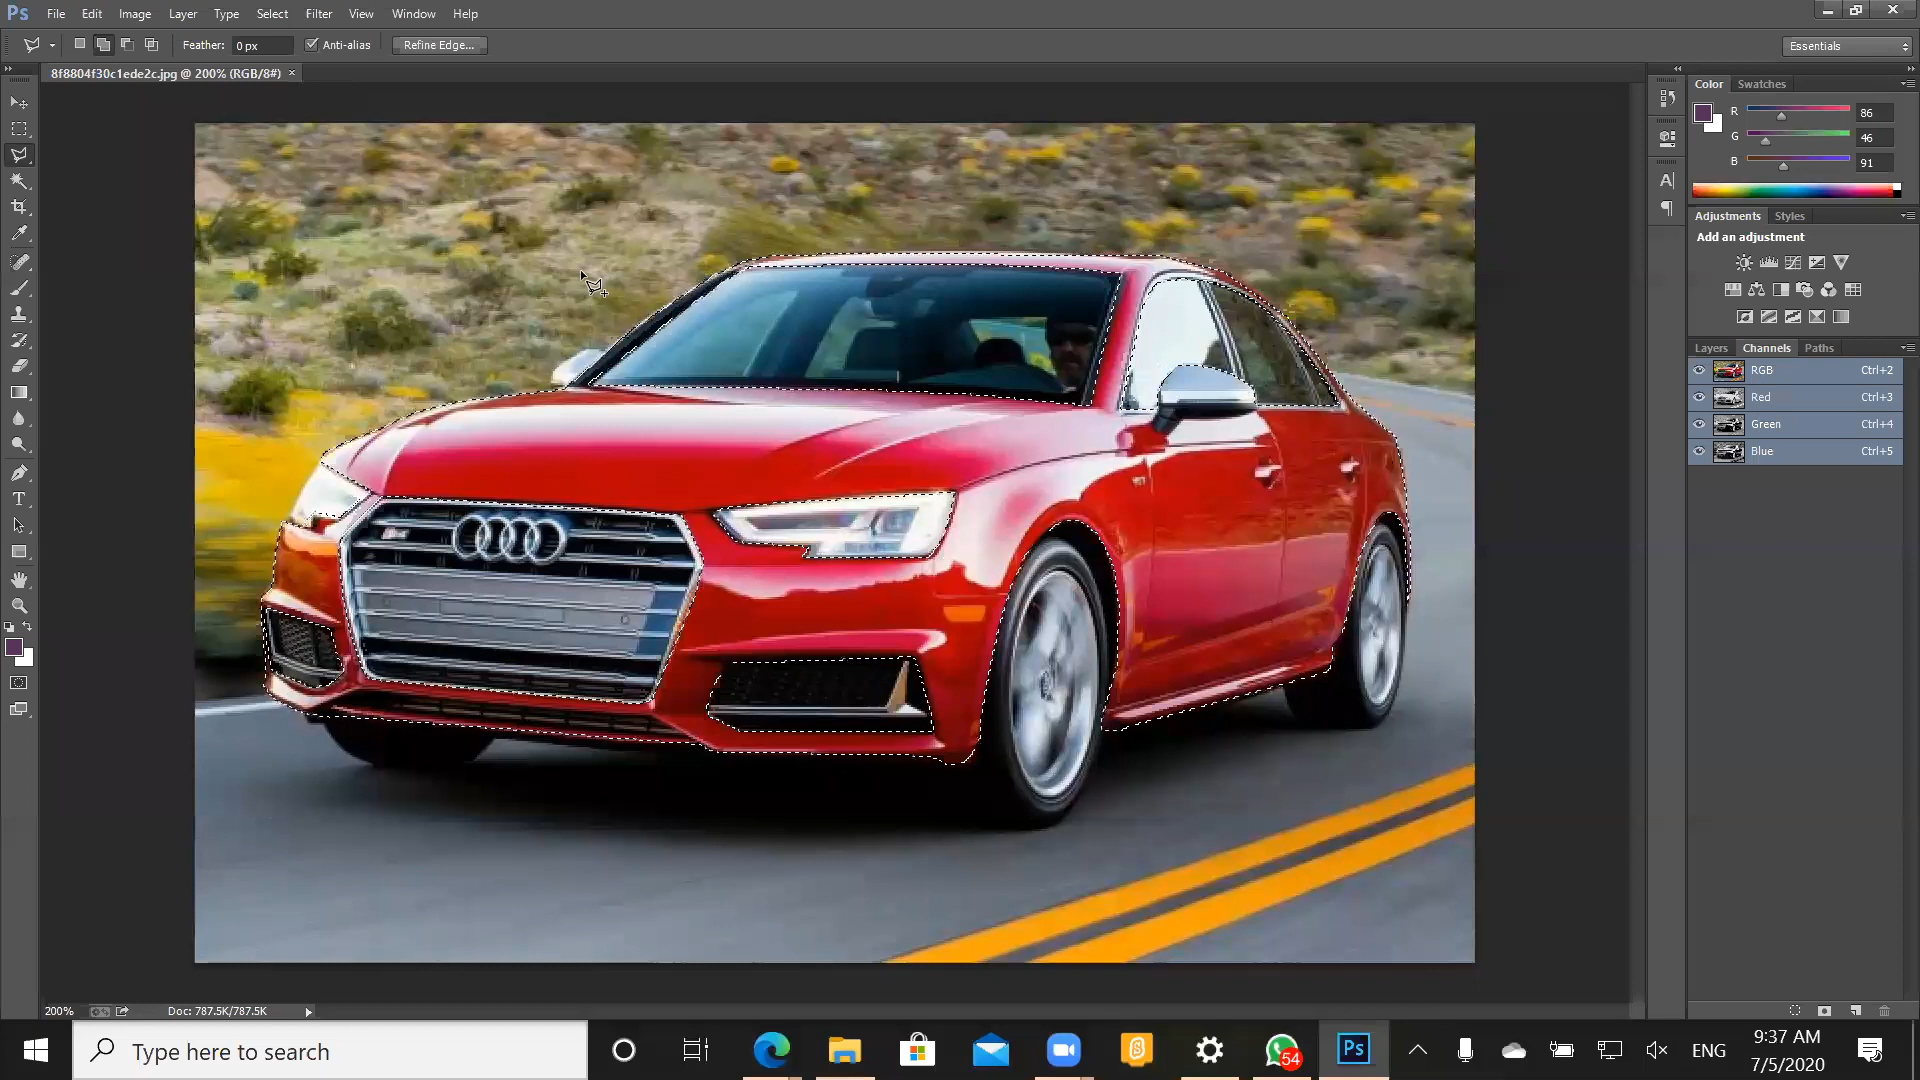 Ps File Edit Image Layer Type Select Filter View Window Help
Feather: 0 px Anti-alias Refine Edge... Essentials
8f8804f30c1ede2c.jpg @ 200% (RGB/8#) ×
Color Swatches
R 86
G 46
B 91
Adjustments Styles
Add an adjustment
Layers Channels Paths
RGB Ctrl+2
Red Ctrl+3
Green Ctrl+4
Blue Ctrl+5
200% Doc: 787.5K/787.5K
Type here to search
54
Ps
ENG
9:37 AM
7/5/2020